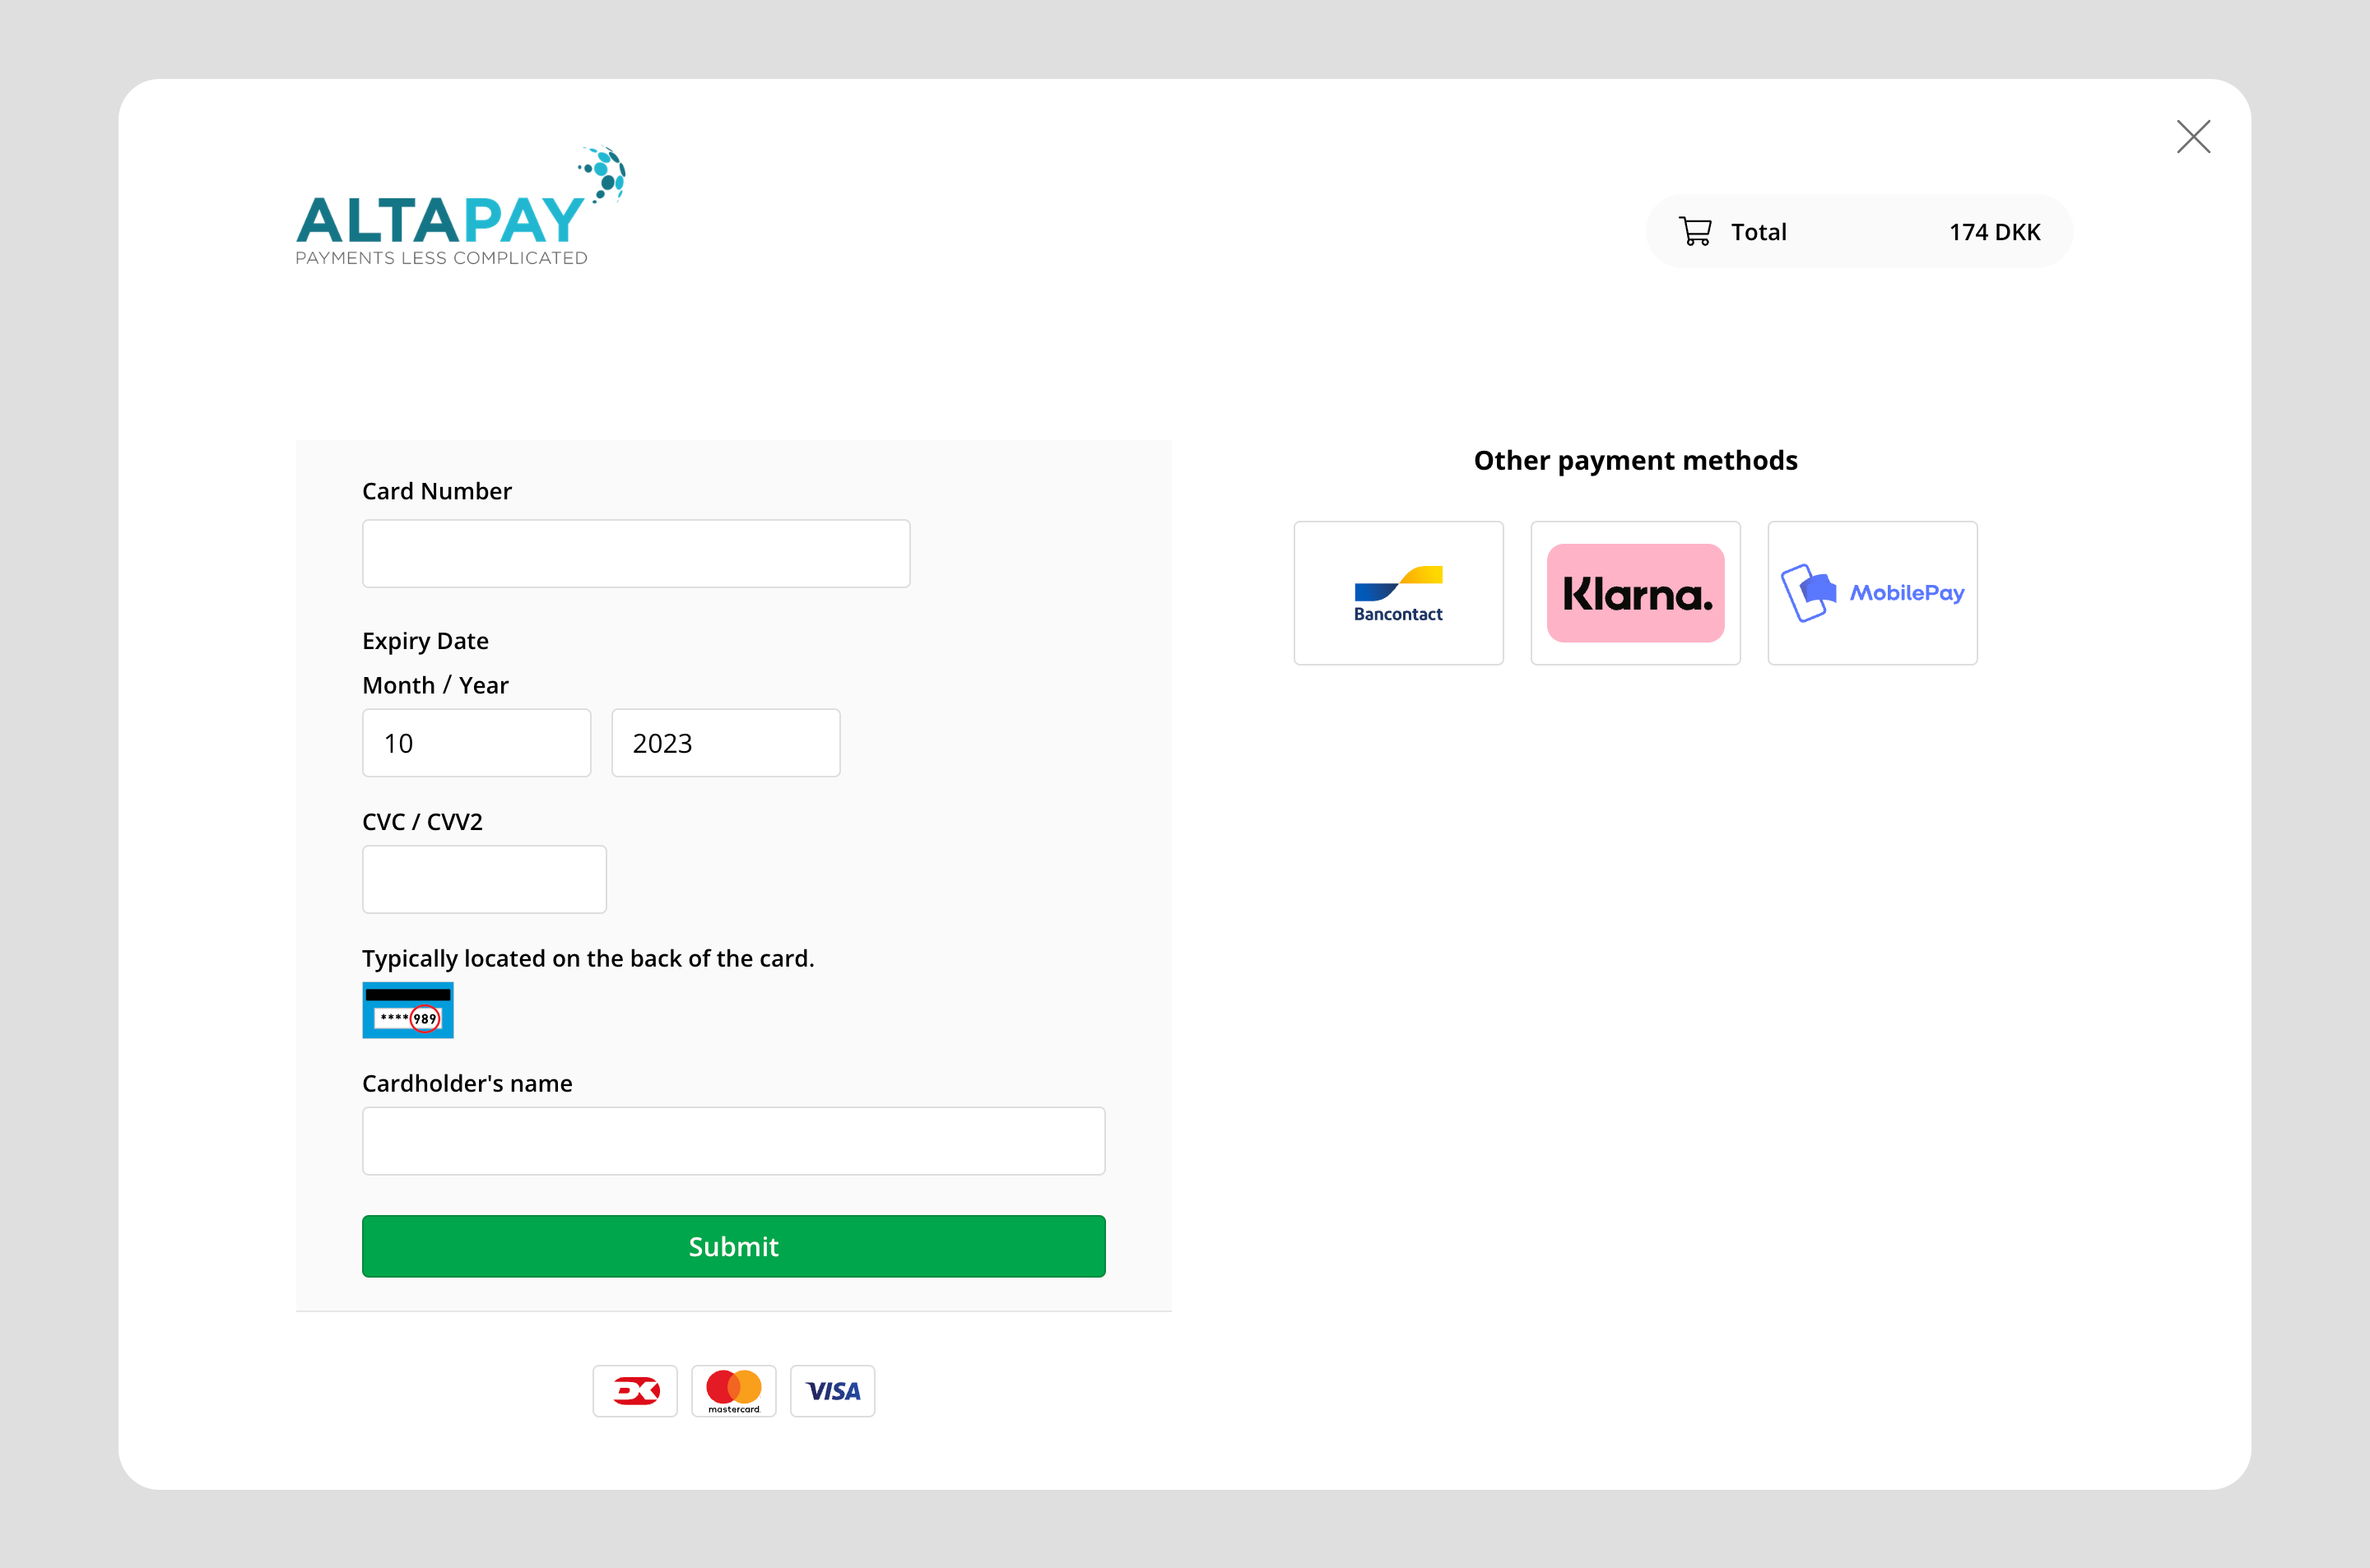 ALTAPAY
PAYMENTS LESS COMPLICATED
Total 174 DKK
Card Number
Expiry Date
Month / Year
10 2023
CVC / CVV2
Typically located on the back of the card.
**** 989
Cardholder's name
Submit
DK
mastercard.
VISA
Other payment methods
Bancontact
Klarna.
MobilePay